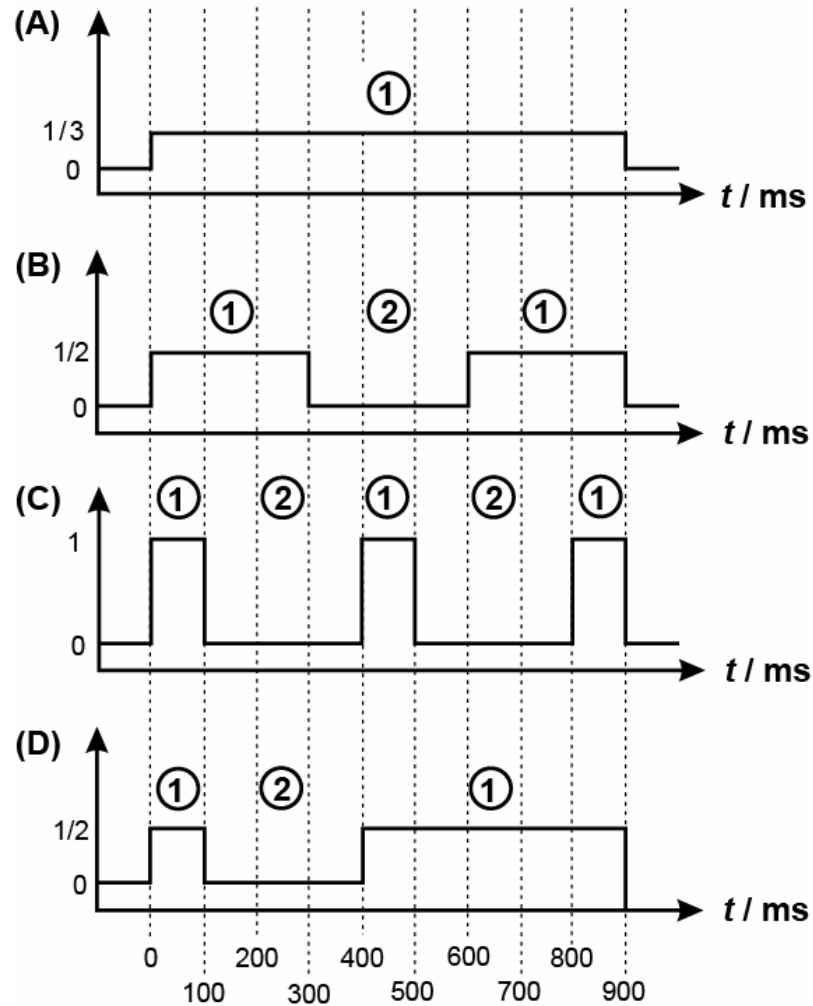 (A)
①
1/3
0
t / ms
(B)
① ② ①
1/2
0
t / ms
(C)
① ② ① ② ①
1
0
t / ms
(D)
① ② ①
1/2
0
t / ms
0 200 400 600 800
100 300 500 700 900